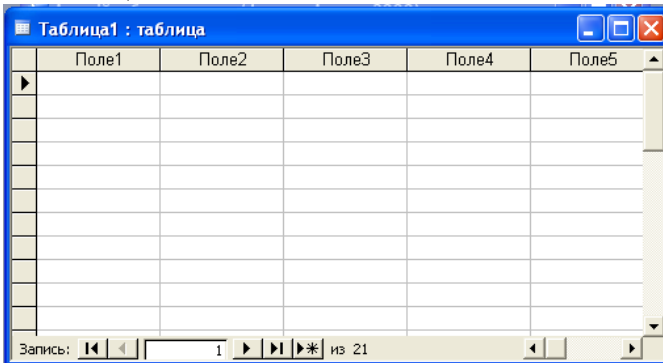 Таблица1 : таблица
Поле1 Поле2 Поле3 Поле4 Поле5
Запись: 1 из 21